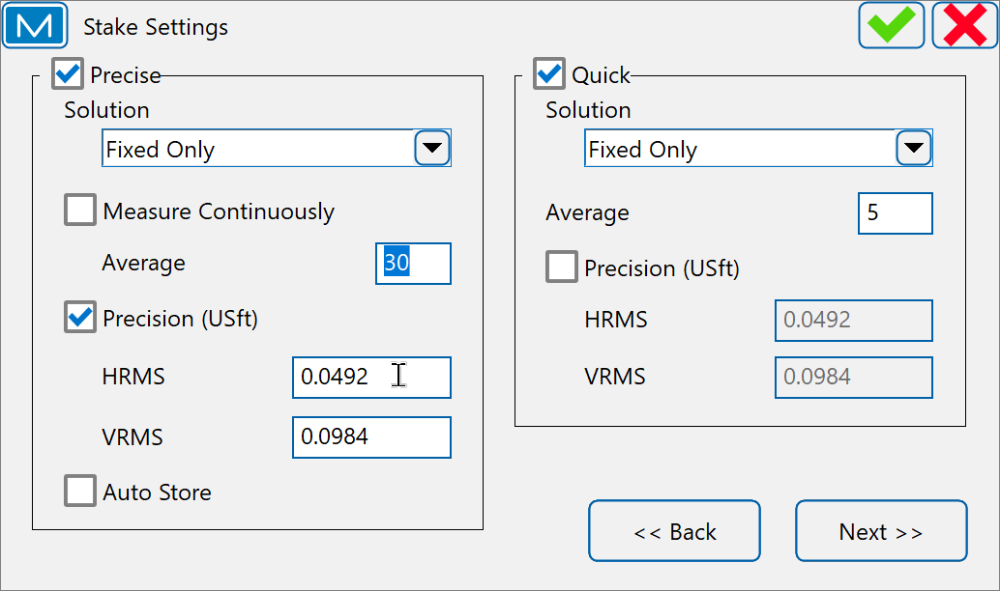 M Stake Settings
Precise
Solution
Fixed Only
Measure Continuously
Average 30
Precision (USft)
HRMS 0.0492
VRMS 0.0984
Auto Store
Quick
Solution
Fixed Only
Average 5
Precision (USft)
HRMS 0.0492
VRMS 0.0984
<< Back Next >>